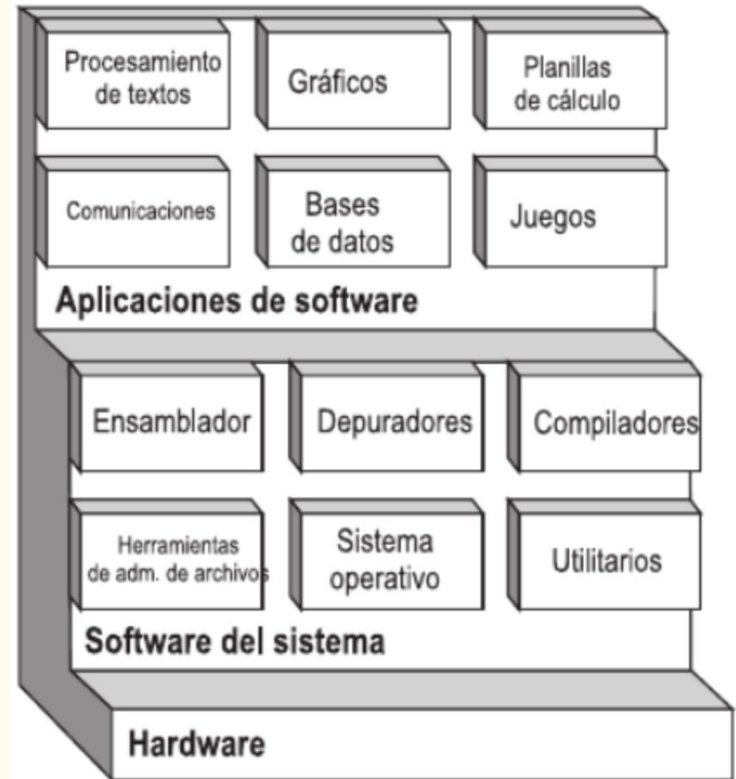 Procesamiento
de textos
Gráficos
Planillas
de cálculo
Comunicaciones
Bases
de datos
Juegos
Aplicaciones de software
Ensamblador
Depuradores
Compiladores
Herramientas
de adm. de archivos
Sistema
operativo
Utilitarios
Software del sistema
Hardware